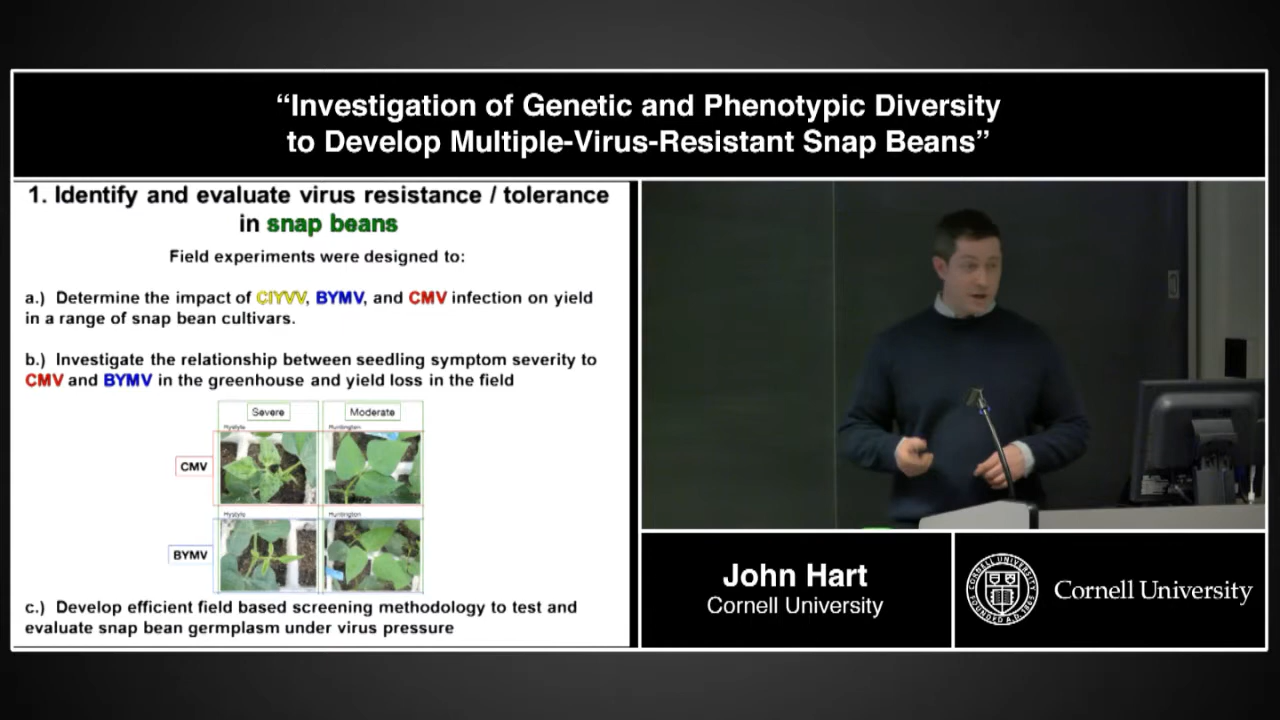 “Investigation of Genetic and Phenotypic Diversity
to Develop Multiple-Virus-Resistant Snap Beans”
1. Identify and evaluate virus resistance / tolerance
in snap beans
Field experiments were designed to:
a.) Determine the impact of ClYVV, BYMV, and CMV infection on yield
in a range of snap bean cultivars.
b.) Investigate the relationship between seedling symptom severity to
CMV and BYMV in the greenhouse and yield loss in the field
Severe Moderate
Hystyle Huntington
CMV
Hystyle Huntington
BYMV
c.) Develop efficient field based screening methodology to test and
evaluate snap bean germplasm under virus pressure
John Hart
Cornell University
Cornell University